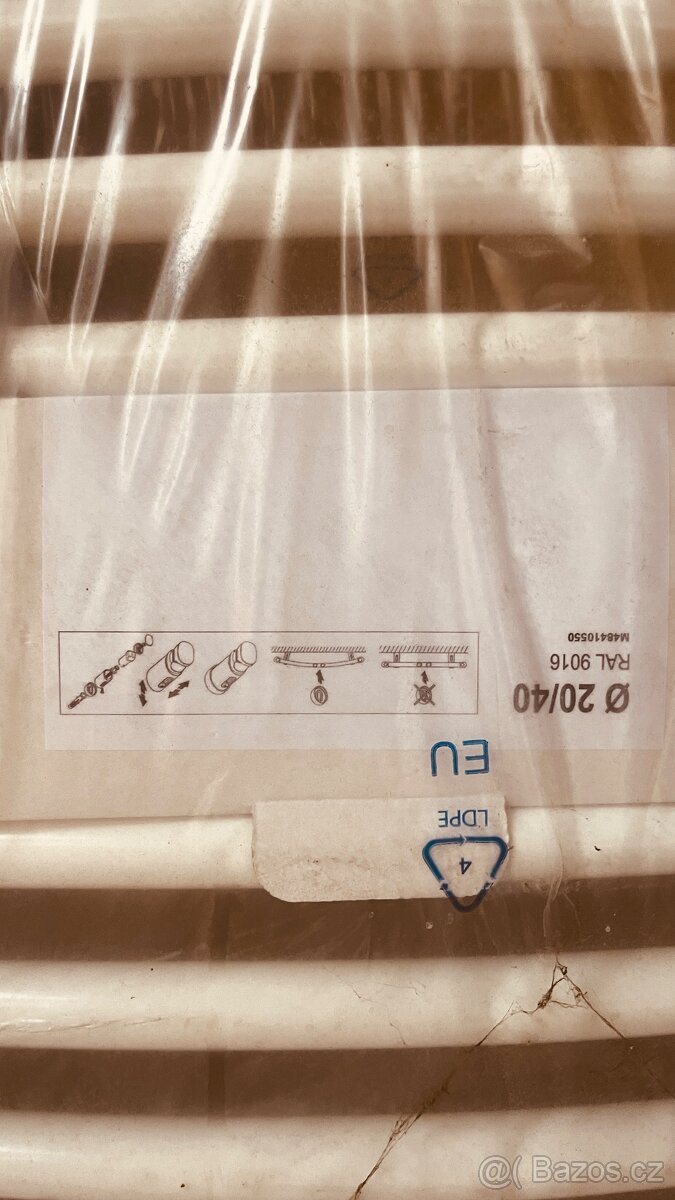 Ø 20/40
RAL 9016
M48410550
EU
LDPE
4
@( Bazos.cz